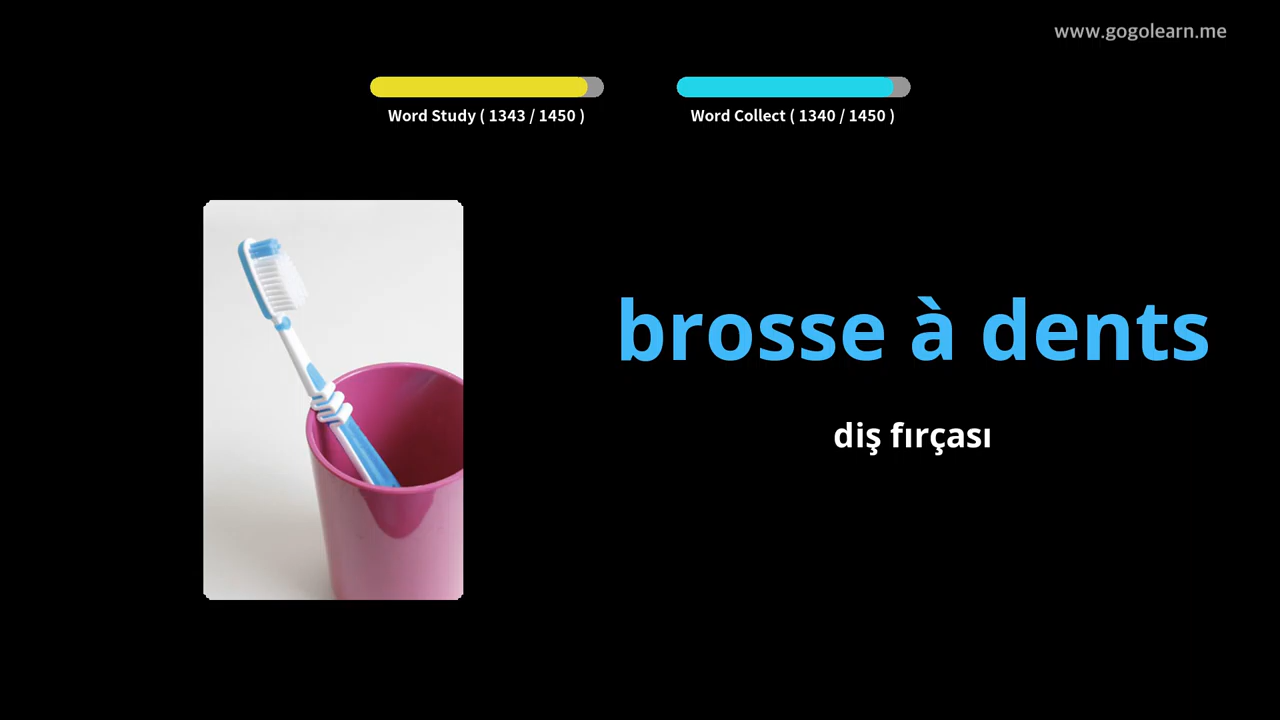 www.gogolearn.me
Word Study ( 1343 / 1450 )
Word Collect ( 1340 / 1450 )
brosse à dents
diş fırçası